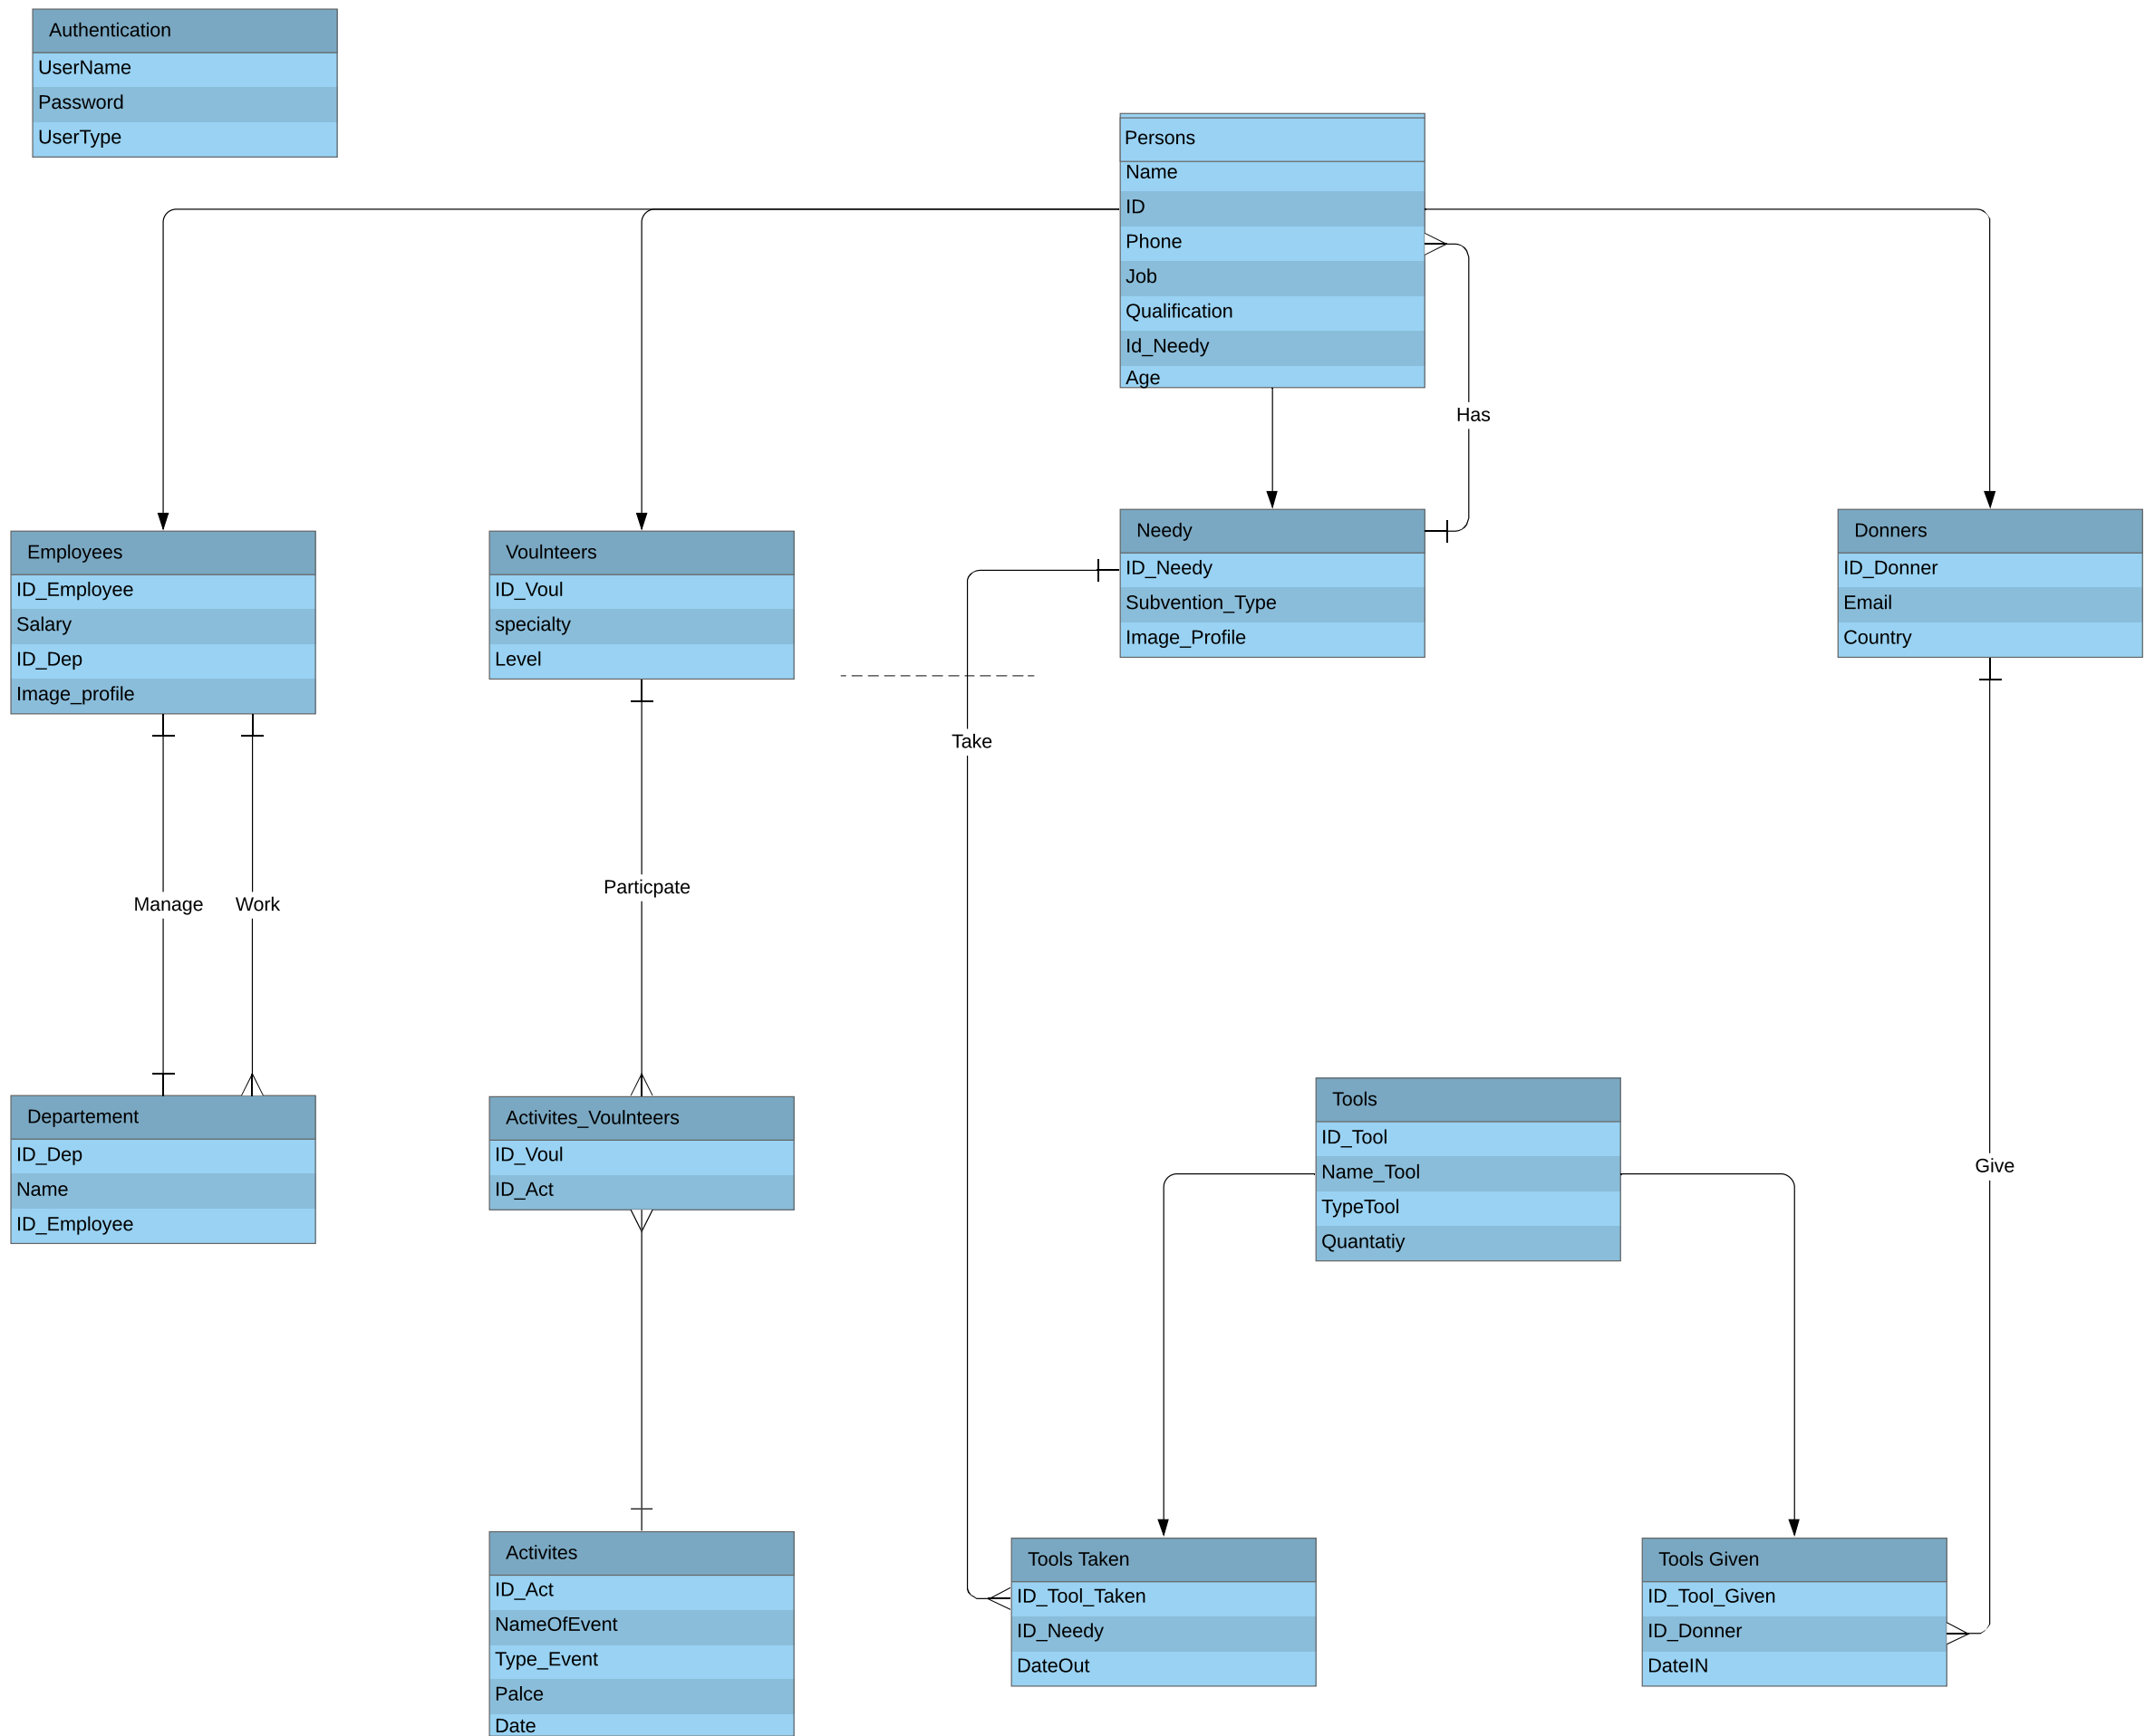 Authentication
UserName
Password
UserType
Persons
Name
ID
Phone
Job
Qualification
Id_Needy
Age
Has
Employees
ID_Employee
Salary
ID_Dep
Image_profile
Voulnteers
ID_Voul
specialty
Level
Needy
ID_Needy
Subvention_Type
Image_Profile
Donners
ID_Donner
Email
Country
Take
Manage
Work
Particpate
Give
Departement
ID_Dep
Name
ID_Employee
Activites_Voulnteers
ID_Voul
ID_Act
Tools
ID_Tool
Name_Tool
TypeTool
Quantatiy
Activites
ID_Act
NameOfEvent
Type_Event
Palce
Date
Tools Taken
ID_Tool_Taken
ID_Needy
DateOut
Tools Given
ID_Tool_Given
ID_Donner
DateIN